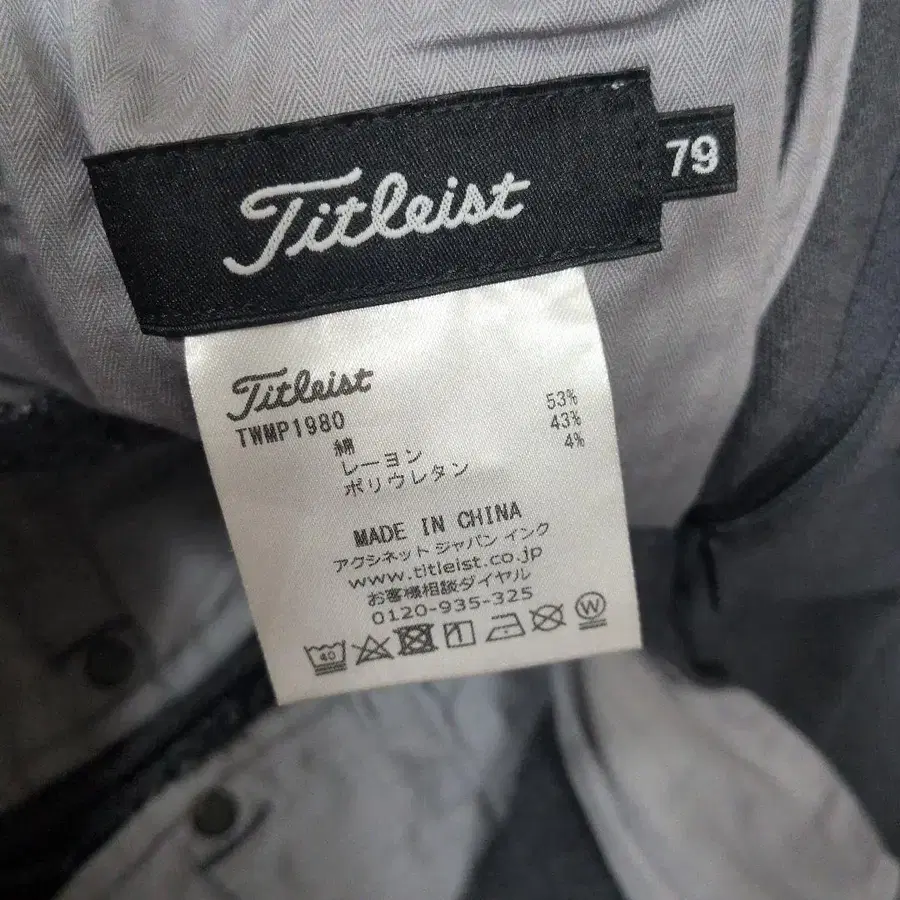 Titleist
79
Titleist
TWMP1980
綿 53%
レーヨン 43%
ポリウレタン 4%
MADE IN CHINA
アクシネット ジャパン インク
www.titleist.co.jp
お客様相談ダイヤル
0120-935-325
40
W